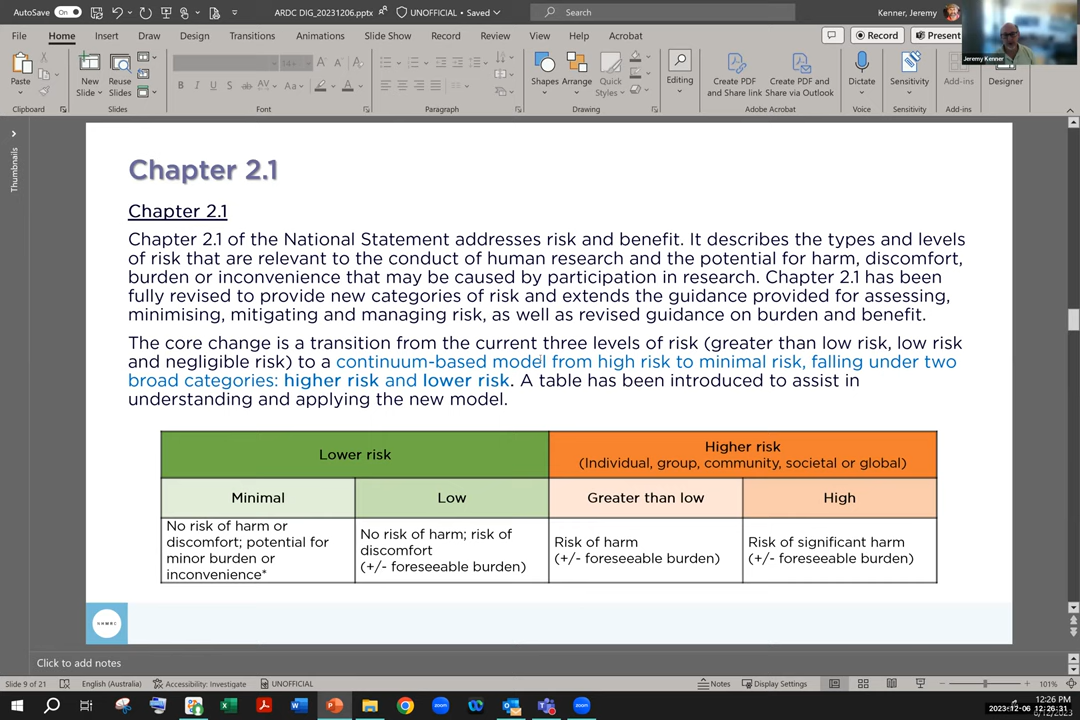 AutoSave On ARDC DIG_20231206.pptx UNOFFICIAL • Saved Search Kenner, Jeremy
File Home Insert Draw Design Transitions Animations Slide Show Record Review View Help Acrobat Record Present
Jeremy Kenner
Paste New Slide Reuse Slides 24 B I U S ab AV Aa A A Shapes Arrange Quick Styles Editing Create PDF and Share link Create PDF and Share via Outlook Dictate Sensitivity Add-ins Designer
Clipboard Slides Font Paragraph Drawing Adobe Acrobat Voice Sensitivity Add-ins
Thumbnails
Chapter 2.1
Chapter 2.1
Chapter 2.1 of the National Statement addresses risk and benefit. It describes the types and levels
of risk that are relevant to the conduct of human research and the potential for harm, discomfort,
burden or inconvenience that may be caused by participation in research. Chapter 2.1 has been
fully revised to provide new categories of risk and extends the guidance provided for assessing,
minimising, mitigating and managing risk, as well as revised guidance on burden and benefit.
The core change is a transition from the current three levels of risk (greater than low risk, low risk
and negligible risk) to a continuum-based model from high risk to minimal risk, falling under two
broad categories: higher risk and lower risk. A table has been introduced to assist in
understanding and applying the new model.
Lower risk
Higher risk
(Individual, group, community, societal or global)
Minimal Low Greater than low High
No risk of harm or
discomfort; potential for
minor burden or
inconvenience*
No risk of harm; risk of
discomfort
(+/- foreseeable burden)
Risk of harm
(+/- foreseeable burden)
Risk of significant harm
(+/- foreseeable burden)
NHMRC
Click to add notes
Slide 9 of 21 English (Australia) Accessibility: Investigate UNOFFICIAL Notes Display Settings 101%
12:26 PM
2023-12-06 12:26:31